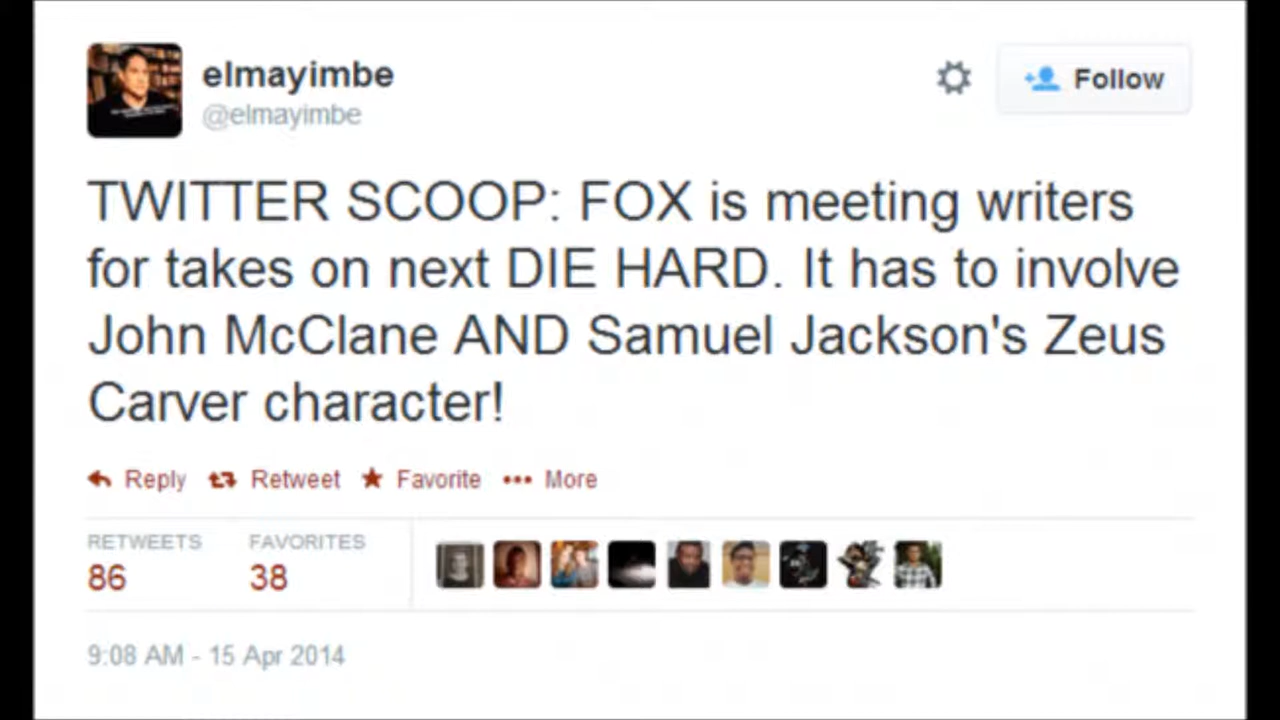 elmayimbe
@elmayimbe
Follow
TWITTER SCOOP: FOX is meeting writers
for takes on next DIE HARD. It has to involve
John McClane AND Samuel Jackson's Zeus
Carver character!
Reply Retweet Favorite More
RETWEETS FAVORITES
86 38
9:08 AM - 15 Apr 2014